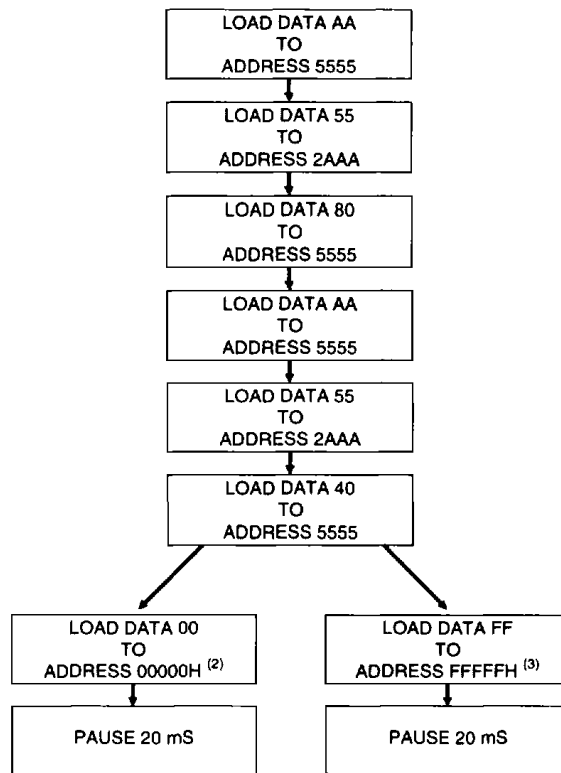 LOAD DATA AA
TO
ADDRESS 5555
LOAD DATA 55
TO
ADDRESS 2AAA
LOAD DATA 80
TO
ADDRESS 5555
LOAD DATA AA
TO
ADDRESS 5555
LOAD DATA 55
TO
ADDRESS 2AAA
LOAD DATA 40
TO
ADDRESS 5555
LOAD DATA 00
TO
ADDRESS 00000H (2)
PAUSE 20 mS
LOAD DATA FF
TO
ADDRESS FFFFFH (3)
PAUSE 20 mS